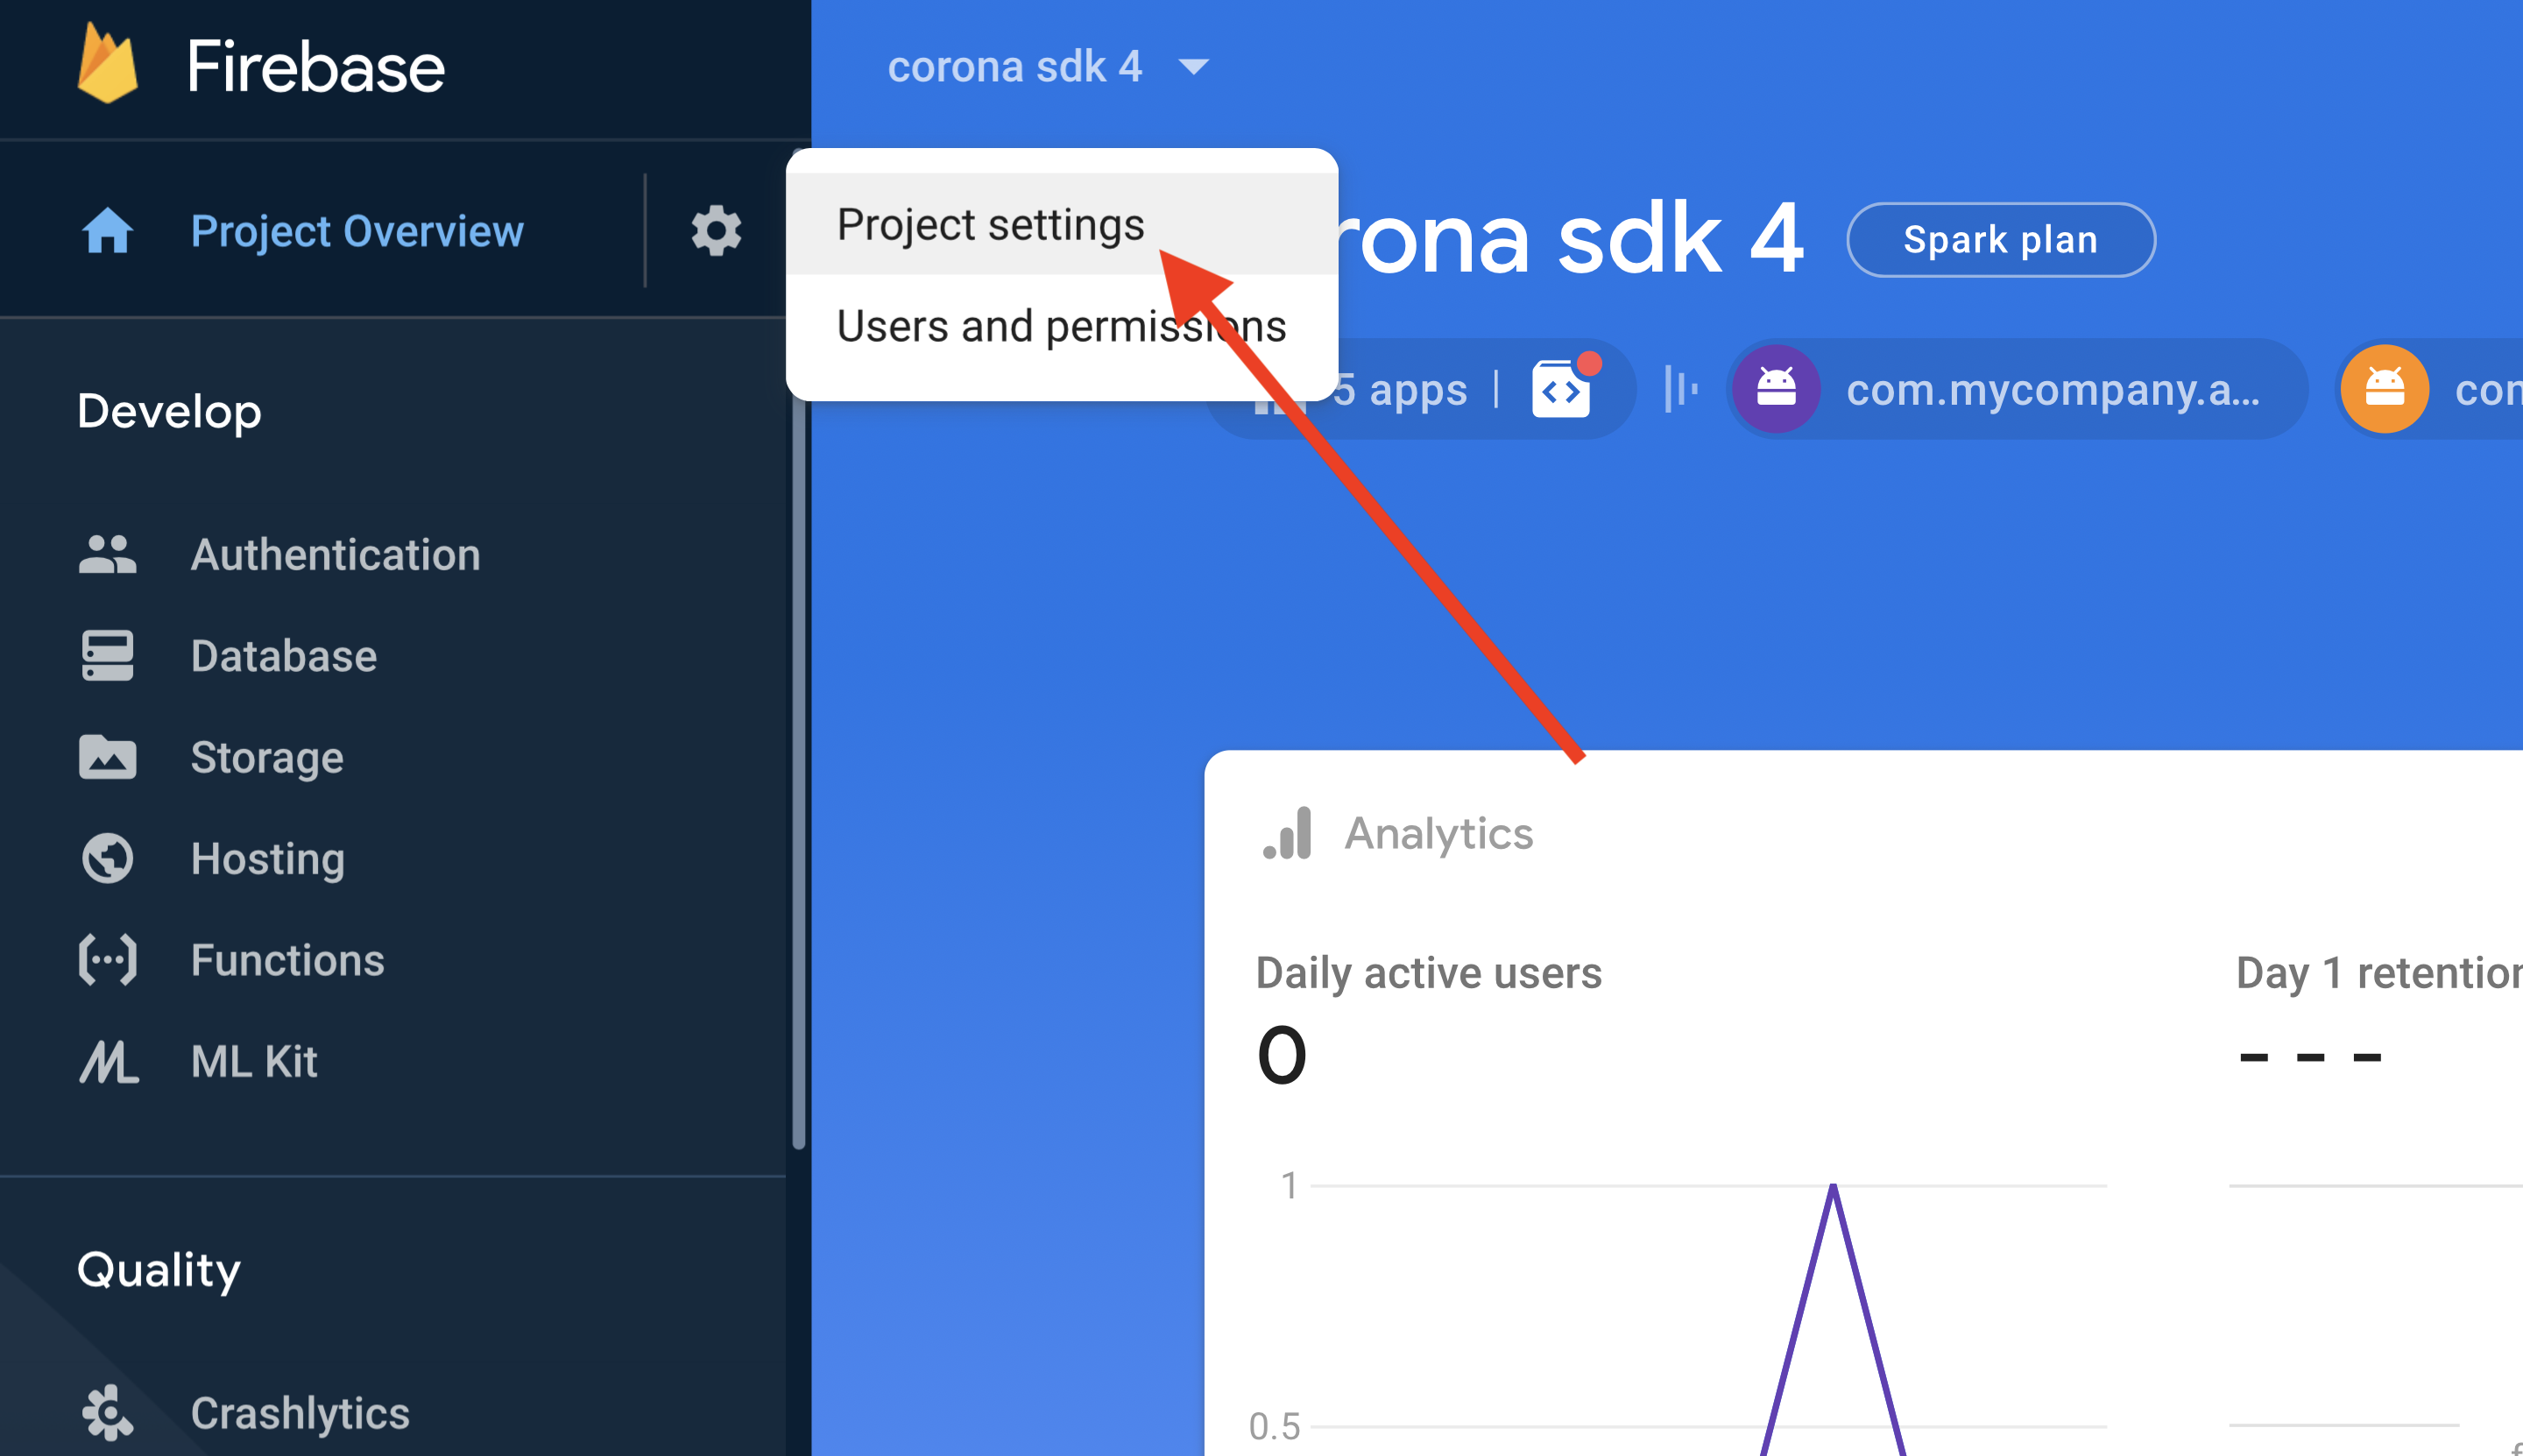 Firebase
corona sdk 4
Project Overview
Project settings
Users and permissions
rona sdk 4
Spark plan
5 apps
com.mycompany.a...
Develop
Authentication
Database
Storage
Hosting
Functions
ML Kit
Quality
Crashlytics
Analytics
Daily active users
0
Day 1 retention
- - -
1
0.5